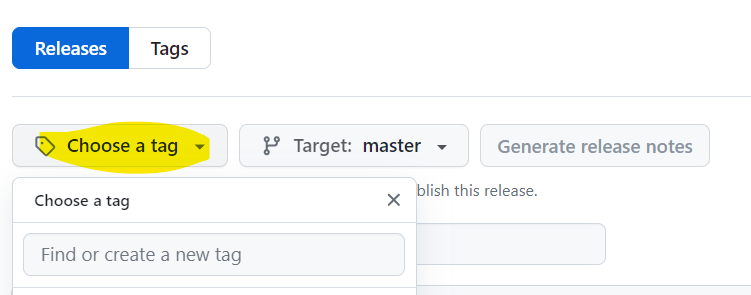 Releases Tags
Choose a tag Target: master Generate release notes
blish this release.
Choose a tag
Find or create a new tag